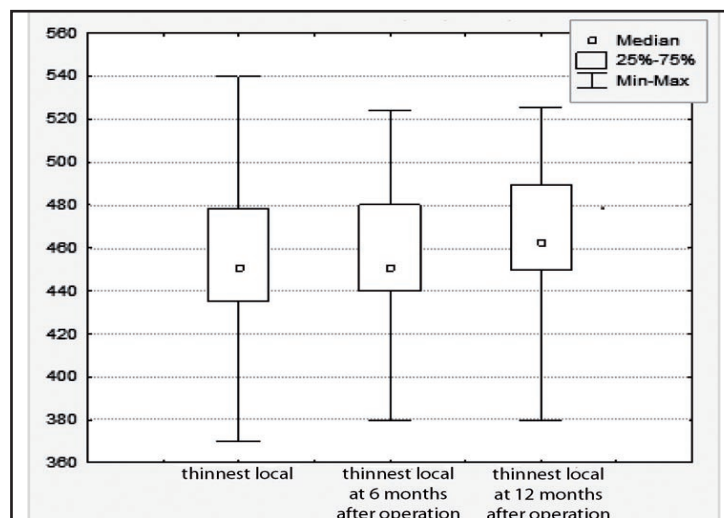 560
540
520
500
480
460
440
420
400
380
360
Median
25%-75%
Min-Max
thinnest local
thinnest local
at 6 months
after operation
thinnest local
at 12 months
after operation